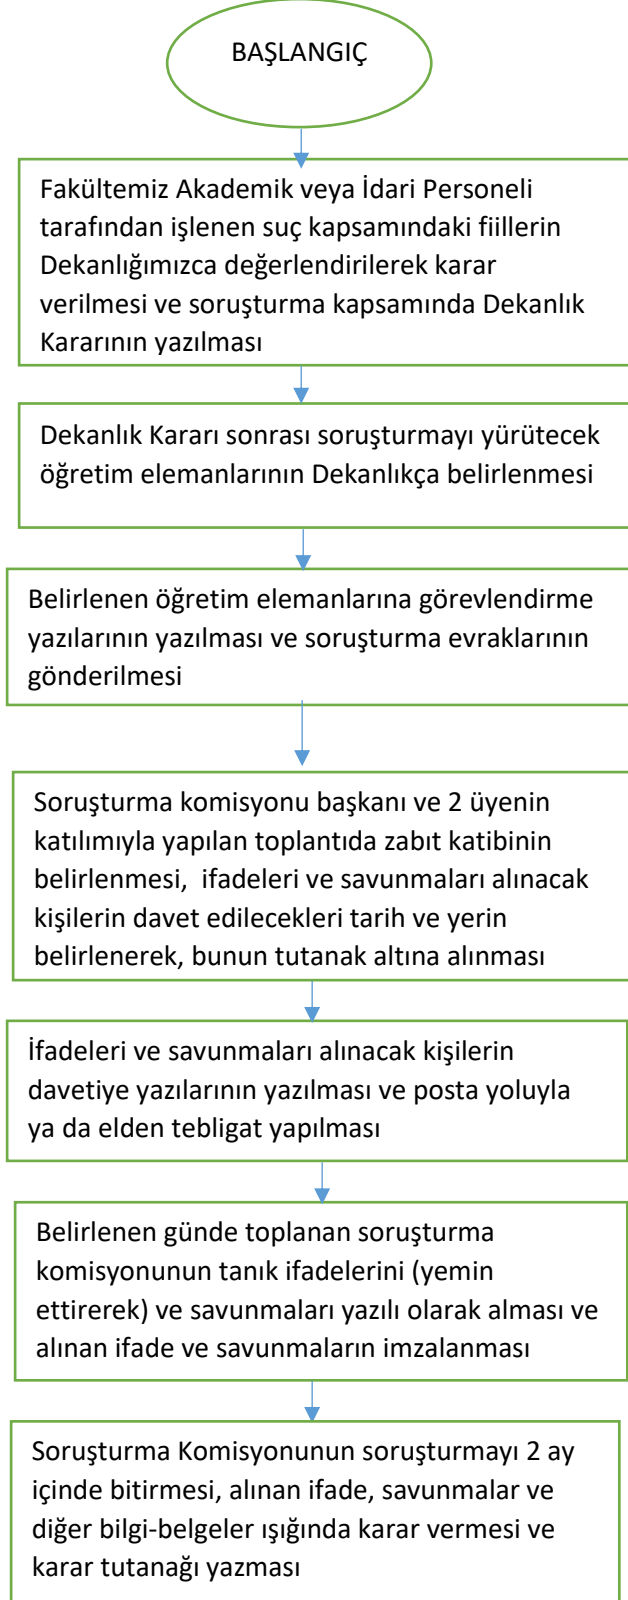 BAŞLANGIÇ
Fakültemiz Akademik veya İdari Personeli
tarafından işlenen suç kapsamındaki fiillerin
Dekanlığımızca değerlendirilerek karar
verilmesi ve soruşturma kapsamında Dekanlık
Kararının yazılması
Dekanlık Kararı sonrası soruşturmayı yürütecek
öğretim elemanlarının Dekanlıkça belirlenmesi
Belirlenen öğretim elemanlarına görevlendirme
yazılarının yazılması ve soruşturma evraklarının
gönderilmesi
Soruşturma komisyonu başkanı ve 2 üyenin
katılımıyla yapılan toplantıda zabıt katibinin
belirlenmesi,  ifadeleri ve savunmaları alınacak
kişilerin davet edilecekleri tarih ve yerin
belirlenerek, bunun tutanak altına alınması
İfadeleri ve savunmaları alınacak kişilerin
davetiye yazılarının yazılması ve posta yoluyla
ya da elden tebligat yapılması
Belirlenen günde toplanan soruşturma
komisyonunun tanık ifadelerini (yemin
ettirerek) ve savunmaları yazılı olarak alması ve
alınan ifade ve savunmaların imzalanması
Soruşturma Komisyonunun soruşturmayı 2 ay
içinde bitirmesi, alınan ifade, savunmalar ve
diğer bilgi-belgeler ışığında karar vermesi ve
karar tutanağı yazması